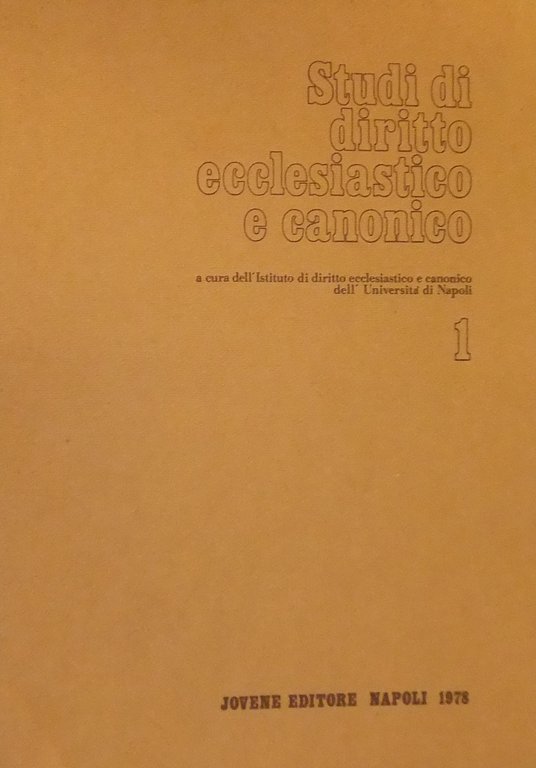 Studi di
diritto
ecclesiastico
e canonico
a cura dell'Istituto di diritto ecclesiastico e canonico
dell' Università di Napoli
1
JOVENE EDITORE NAPOLI 1978